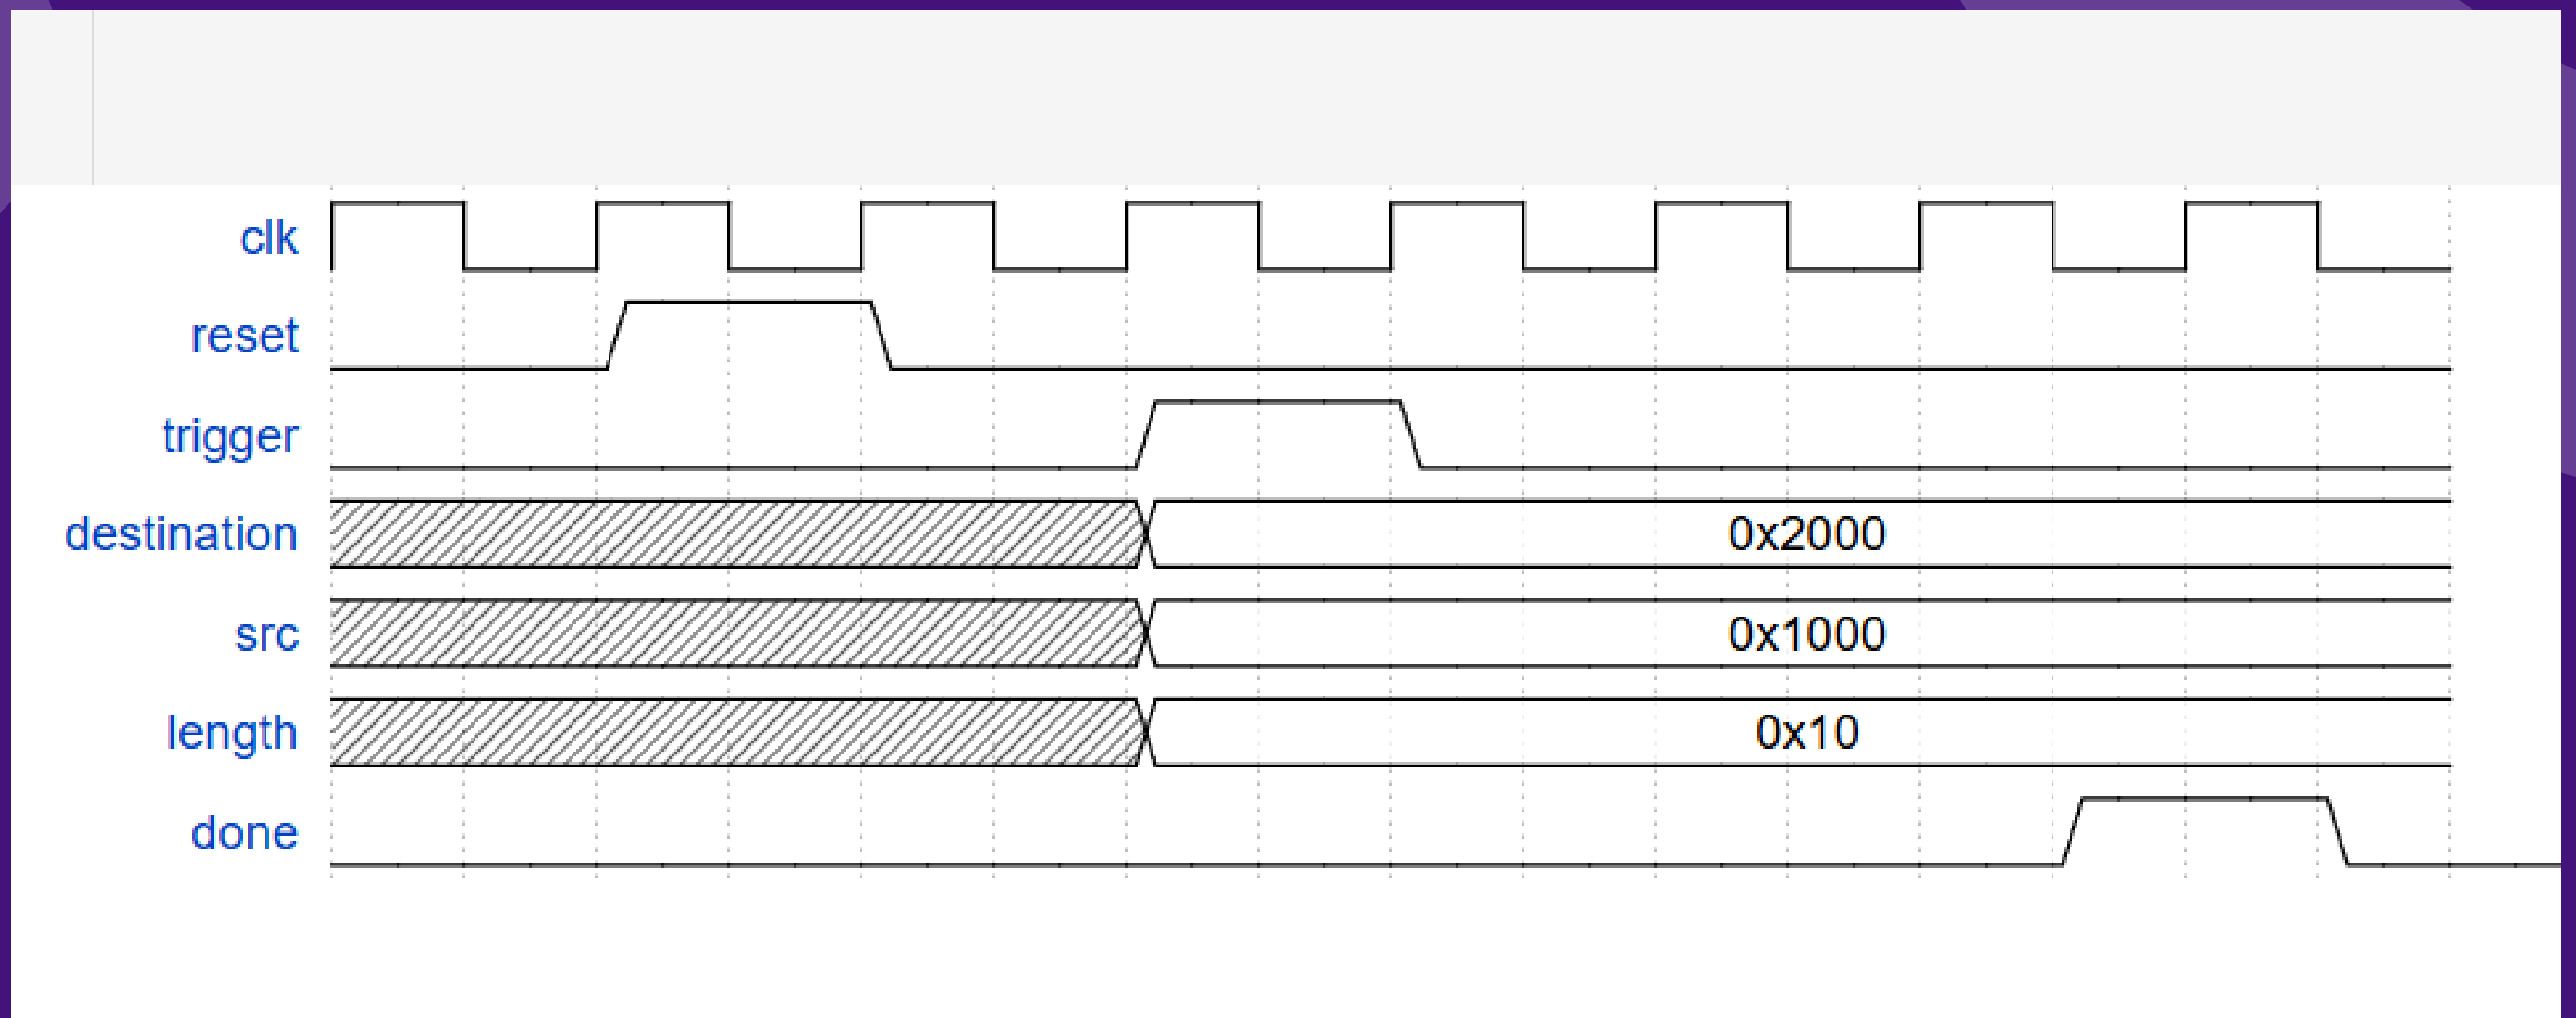 clk
reset
trigger
destination 0x2000
src 0x1000
length 0x10
done